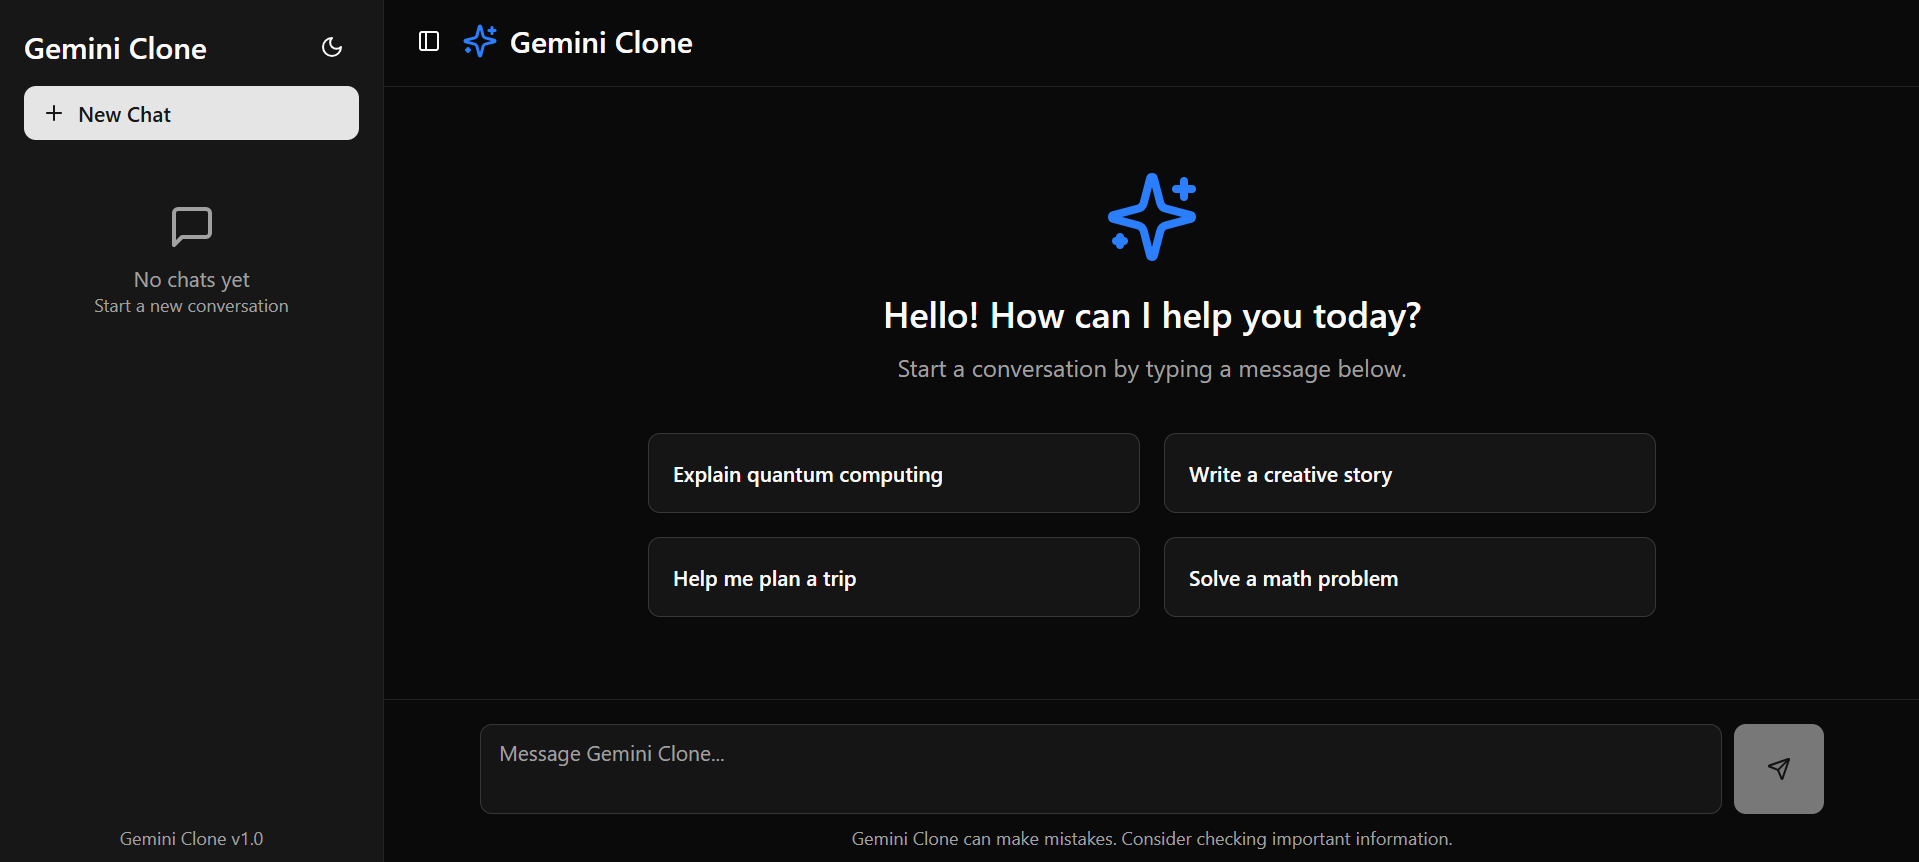 Gemini Clone
New Chat
No chats yet
Start a new conversation
Gemini Clone v1.0
Gemini Clone
Hello! How can I help you today?
Start a conversation by typing a message below.
Explain quantum computing
Write a creative story
Help me plan a trip
Solve a math problem
Message Gemini Clone...
Gemini Clone can make mistakes. Consider checking important information.